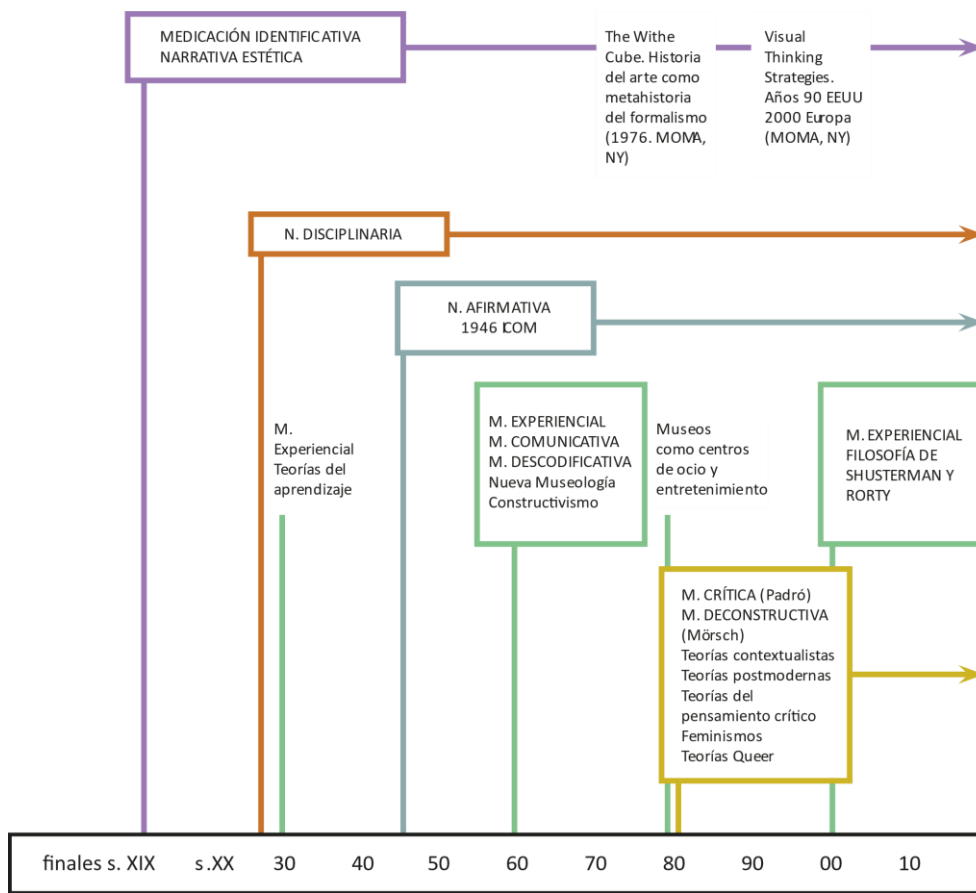 MEDICACIÓN IDENTIFICATIVA
NARRATIVA ESTÉTICA
The Withe
Cube. Historia
del arte como
metahistoria
del formalismo
(1976. MOMA,
NY)
Visual
Thinking
Strategies.
Años 90 EEUU
2000 Europa
(MOMA, NY)
N. DISCIPLINARIA
N. AFIRMATIVA
1946 ICOM
M.
Experiencial
Teorías del
aprendizaje
M. EXPERIENCIAL
M. COMUNICATIVA
M. DESCODIFICATIVA
Nueva Museología
Constructivismo
Museos
como centros
de ocio y
entretenimiento
M. EXPERIENCIAL
FILOSOFÍA DE
SHUSTERMAN Y
RORTY
M. CRÍTICA (Padró)
M. DECONSTRUCTIVA
(Mörsch)
Teorías contextualistas
Teorías postmodernas
Teorías del
pensamiento crítico
Feminismos
Teorías Queer
finales s. XIX s.XX 30 40 50 60 70 80 90 00 10